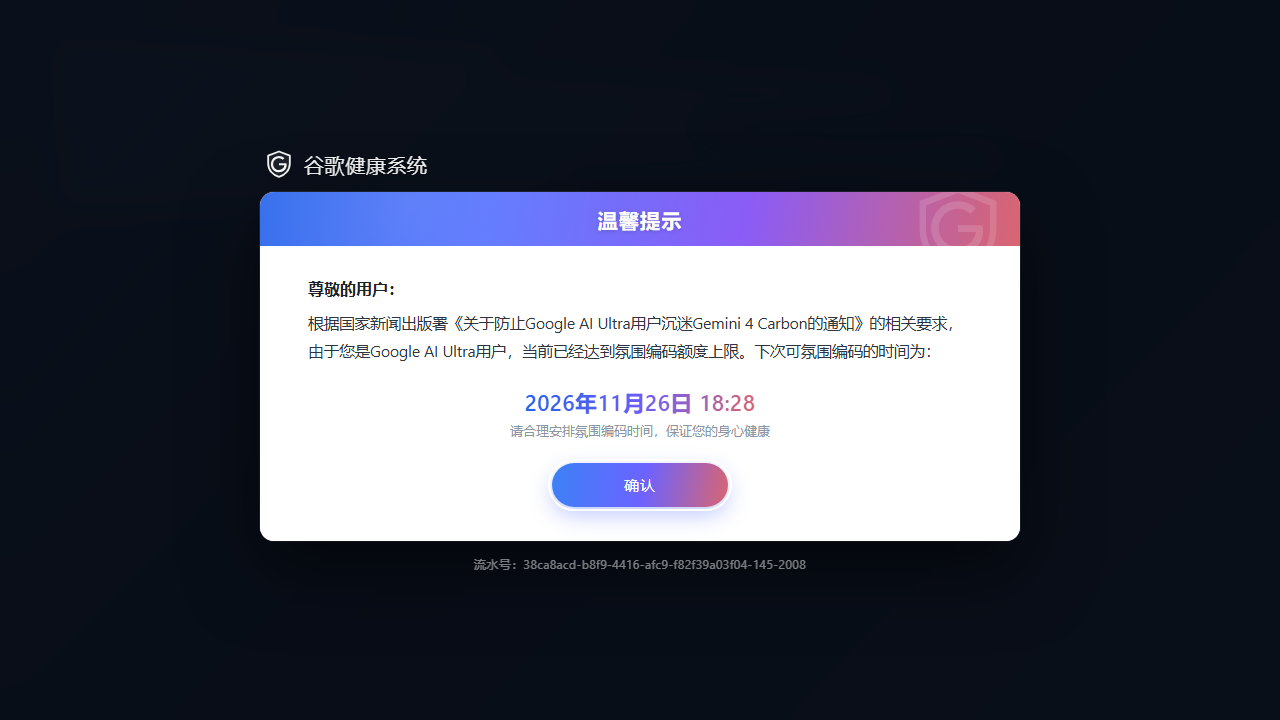 谷歌健康系统
温馨提示
尊敬的用户：
根据国家新闻出版署《关于防止Google AI Ultra用户沉迷Gemini 4 Carbon的通知》的相关要求，
由于您是Google AI Ultra用户，当前已经达到氛围编码额度上限。下次可氛围编码的时间为：
2026年11月26日 18:28
请合理安排氛围编码时间，保证您的身心健康
确认
流水号：38ca8acd-b8f9-4416-afc9-f82f39a03f04-145-2008